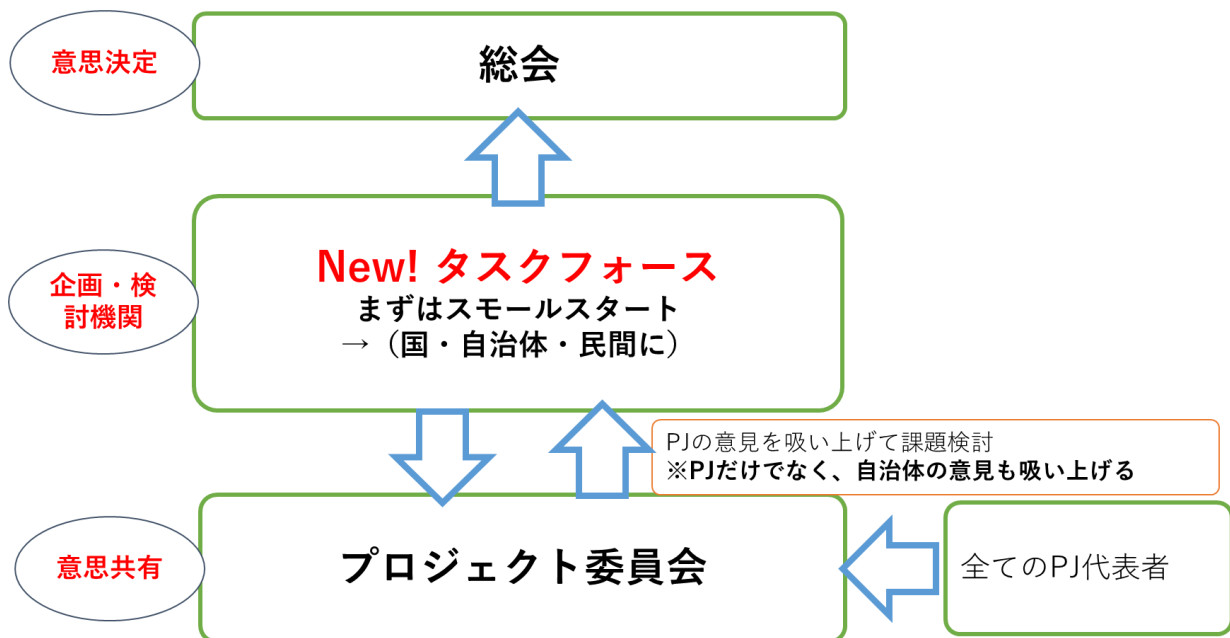 意思決定
総会
New! タスクフォース
企画・検
討機関
まずはスモールスタート
→（国・自治体・民間に）
PJの意見を吸い上げて課題検討
※PJだけでなく、自治体の意見も吸い上げる
意思共有
プロジェクト委員会
全てのPJ代表者